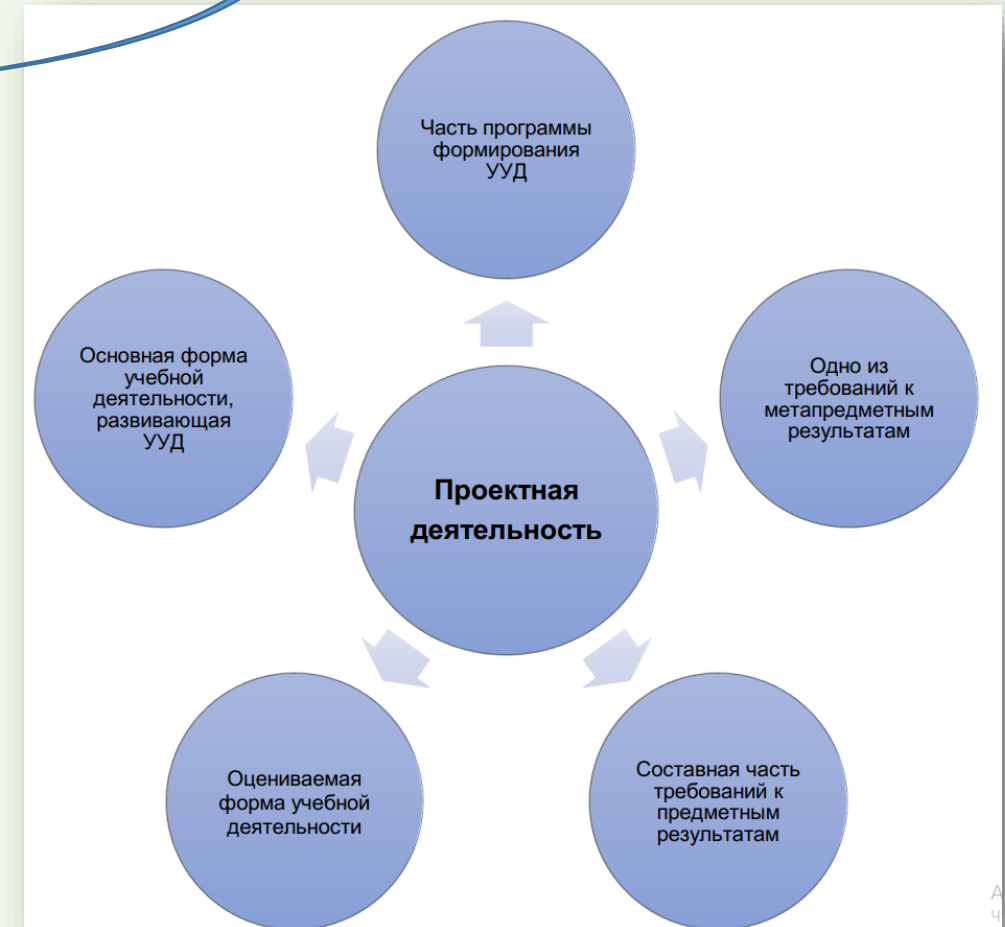 Часть программы
формирования
УУД
Одно из
требований к
метапредметным
результатам
Составная часть
требований к
предметным
результатам
Оцениваемая
форма учебной
деятельности
Основная форма
учебной
деятельности,
развивающая
УУД
Проектная
деятельность